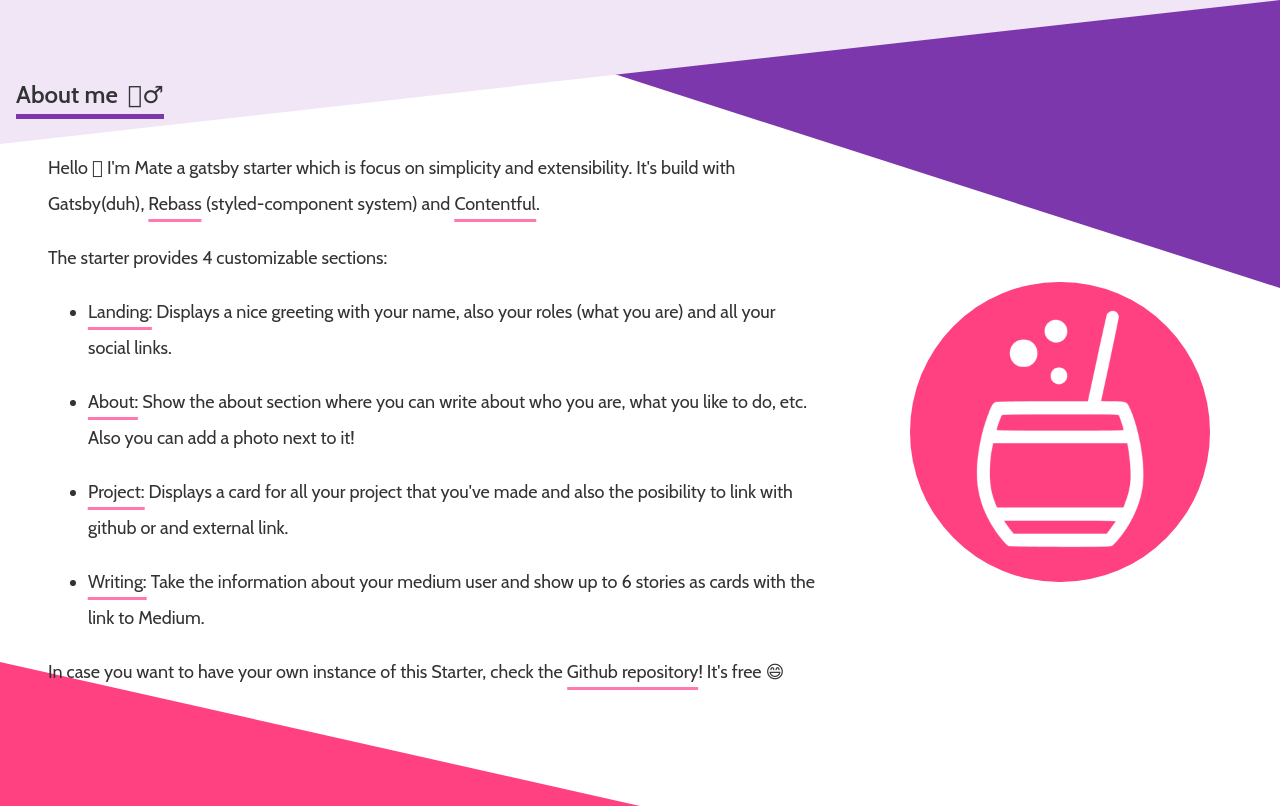 About me ▯♂
Hello ▯ I'm Mate a gatsby starter which is focus on simplicity and extensibility. It's build with
Gatsby(duh), Rebass (styled-component system) and Contentful.
The starter provides 4 customizable sections:
• Landing: Displays a nice greeting with your name, also your roles (what you are) and all your
social links.
• About: Show the about section where you can write about who you are, what you like to do, etc.
Also you can add a photo next to it!
• Project: Displays a card for all your project that you've made and also the posibility to link with
github or and external link.
• Writing: Take the information about your medium user and show up to 6 stories as cards with the
link to Medium.
In case you want to have your own instance of this Starter, check the Github repository! It's free 😄